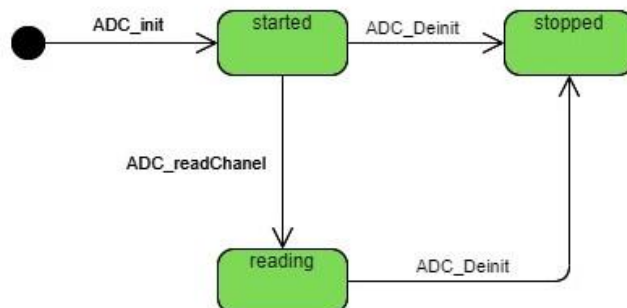 ADC_init
started
ADC_Deinit
stopped
ADC_readChanel
reading
ADC_Deinit